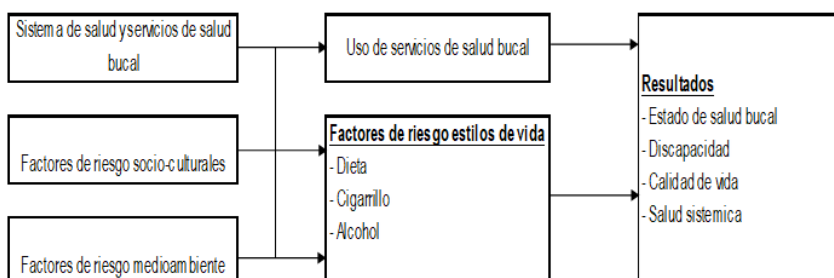 Sistema de salud y servicios de salud
bucal
Uso de servicios de salud bucal
Factores de riesgo socio-culturales
Factores de riesgo medioambiente
Factores de riesgo estilos de vida
- Dieta
- Cigarrillo
- Alcohol
Resultados
- Estado de salud bucal
- Discapacidad
- Calidad de vida
- Salud sistemica